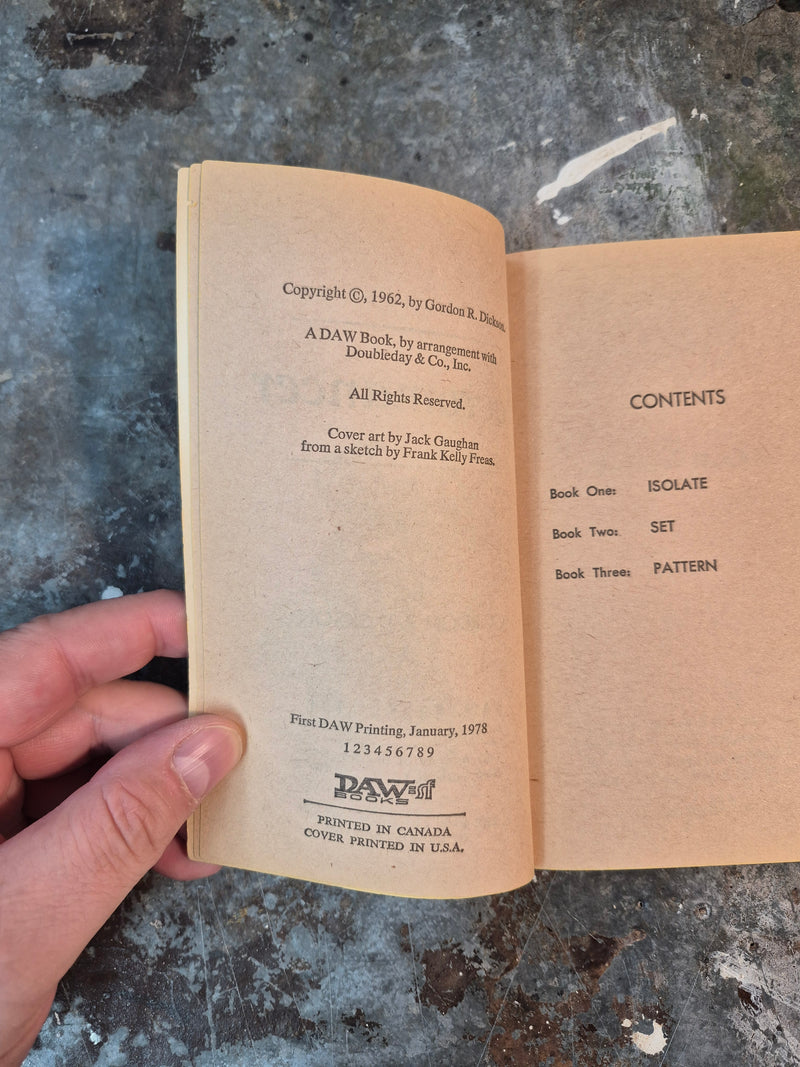 Copyright ©, 1962, by Gordon R. Dickson.
A DAW Book, by arrangement with
Doubleday & Co., Inc.
All Rights Reserved.
Cover art by Jack Gaughan
from a sketch by Frank Kelly Freas.
First DAW Printing, January, 1978
1 2 3 4 5 6 7 8 9
DAW sf
BOOKS
PRINTED IN CANADA
COVER PRINTED IN U.S.A.
CONTENTS
Book One: ISOLATE
Book Two: SET
Book Three: PATTERN